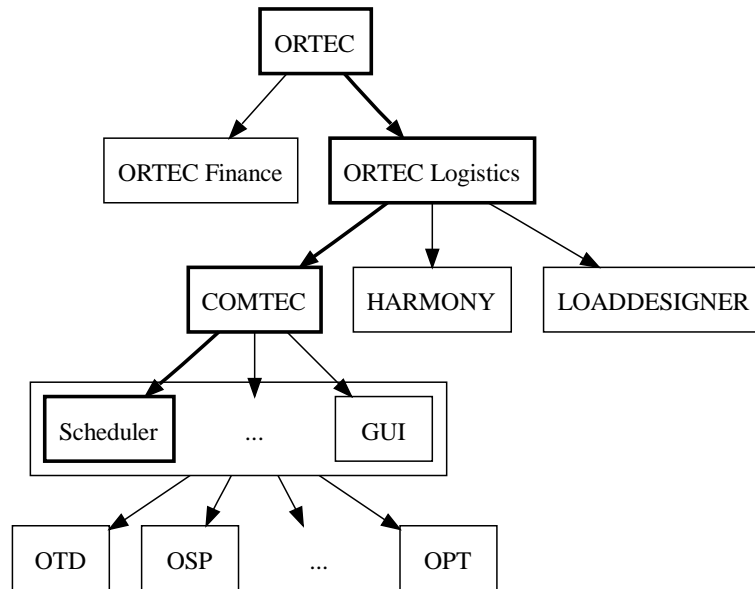 ORTEC
ORTEC Finance
ORTEC Logistics
COMTEC
HARMONY
LOADDESIGNER
Scheduler
...
GUI
OTD
OSP
...
OPT